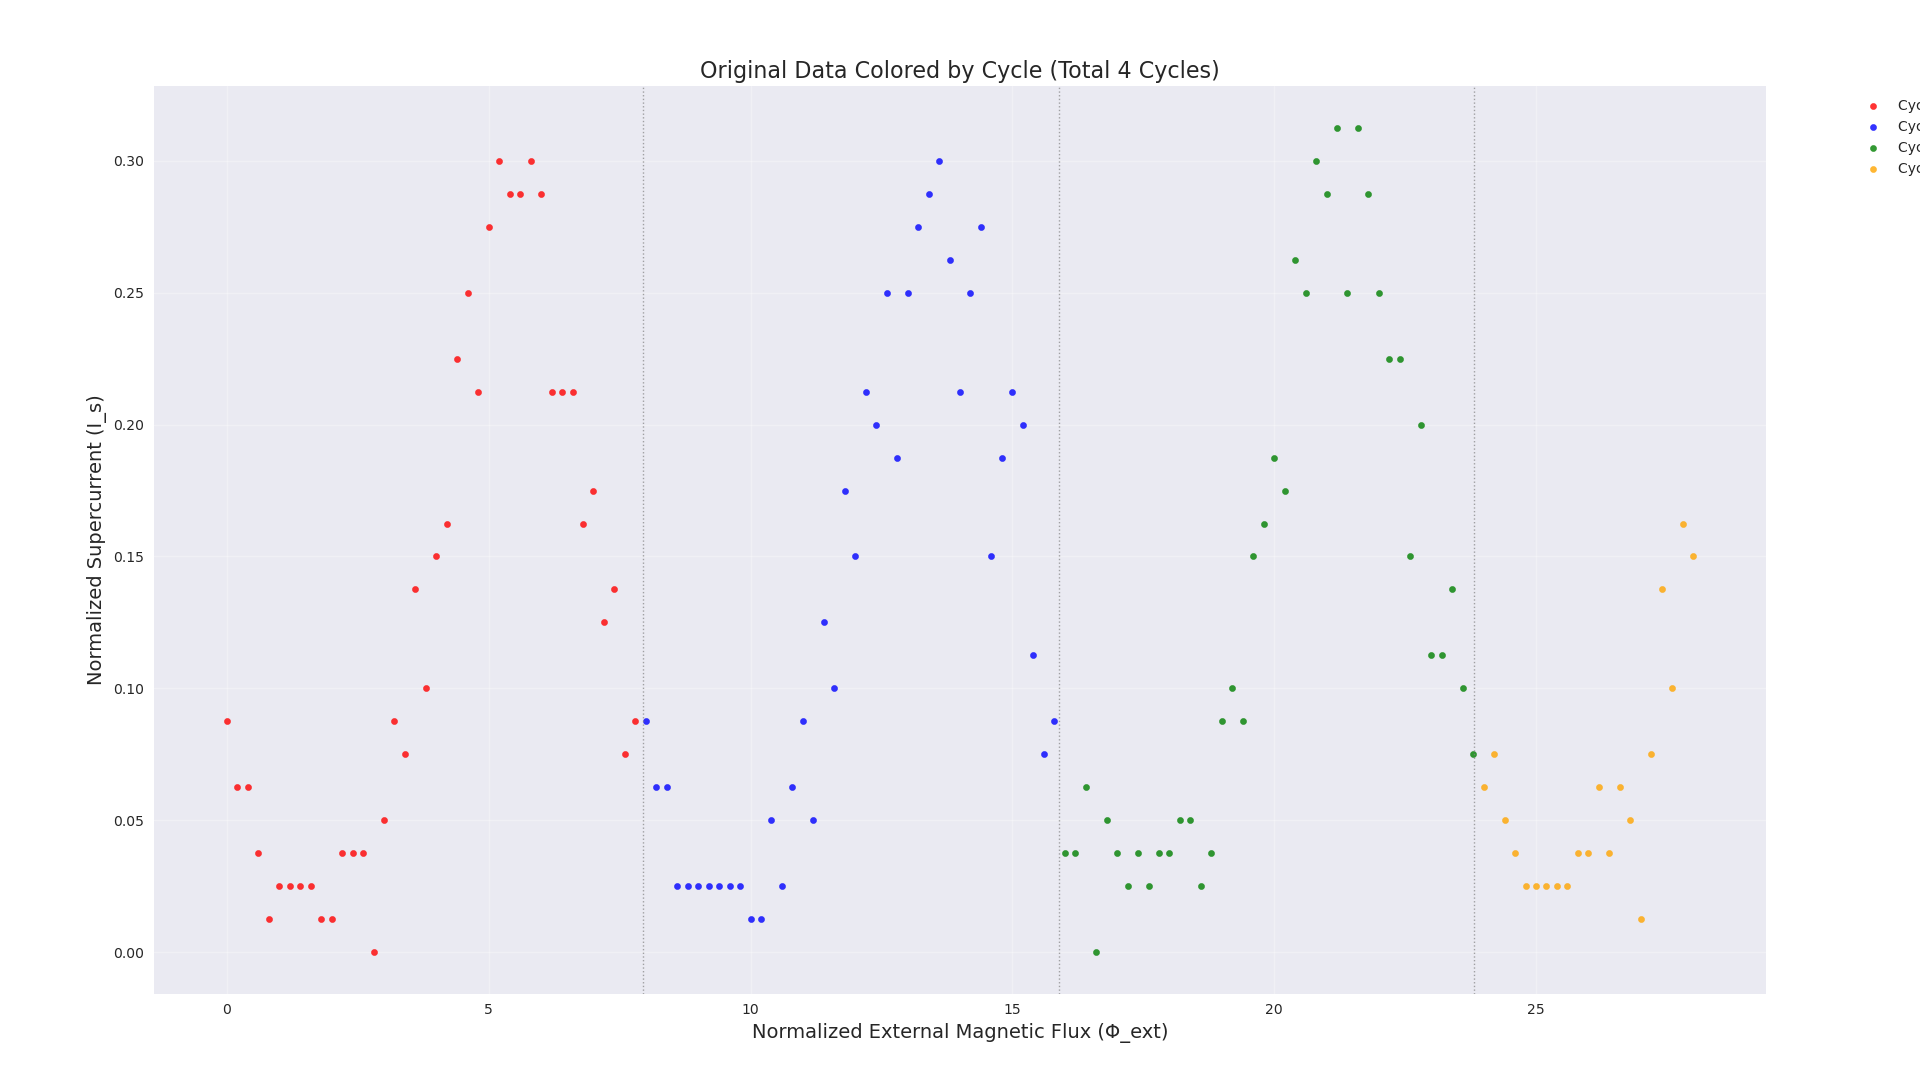 Original Data Colored by Cycle (Total 4 Cycles)
Cyc
Cyc
Cyc
Cyc
Normalized Supercurrent (I_s)
0.30
0.25
0.20
0.15
0.10
0.05
0.00
0 5 10 15 20 25
Normalized External Magnetic Flux (Φ_ext)